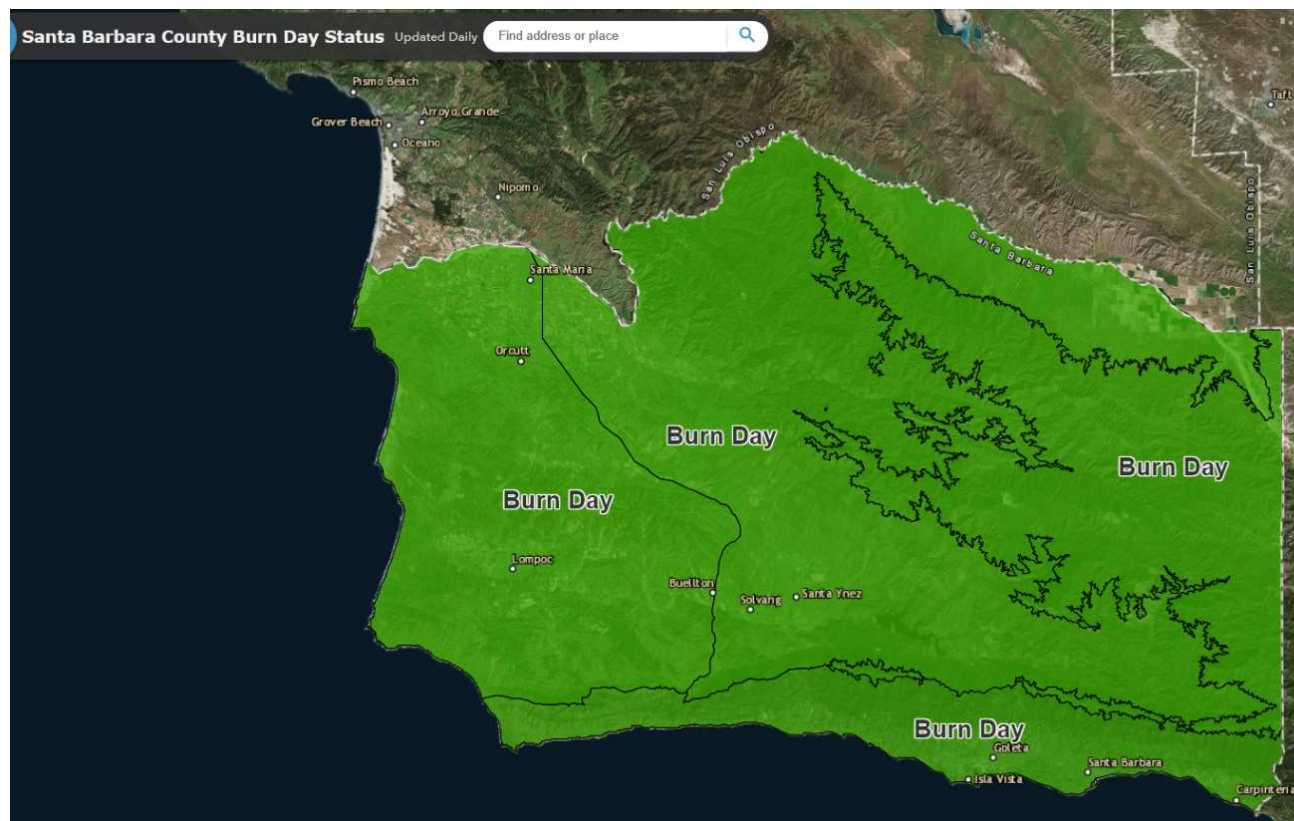 Santa Barbara County Burn Day Status Updated Daily Find address or place
Pismo Beach
Taft
Arroyo Grande
Grover Beach
Oceano
San Luis Obispo
Nipomo
San Luis Obispo
Santa Barbara
Santa Maria
Orcutt
Burn Day
Burn Day
Burn Day
Lompoc
Buellton
Solvang
Santa Ynez
Burn Day
Goleta
Santa Barbara
Isla Vista
Carpinteria